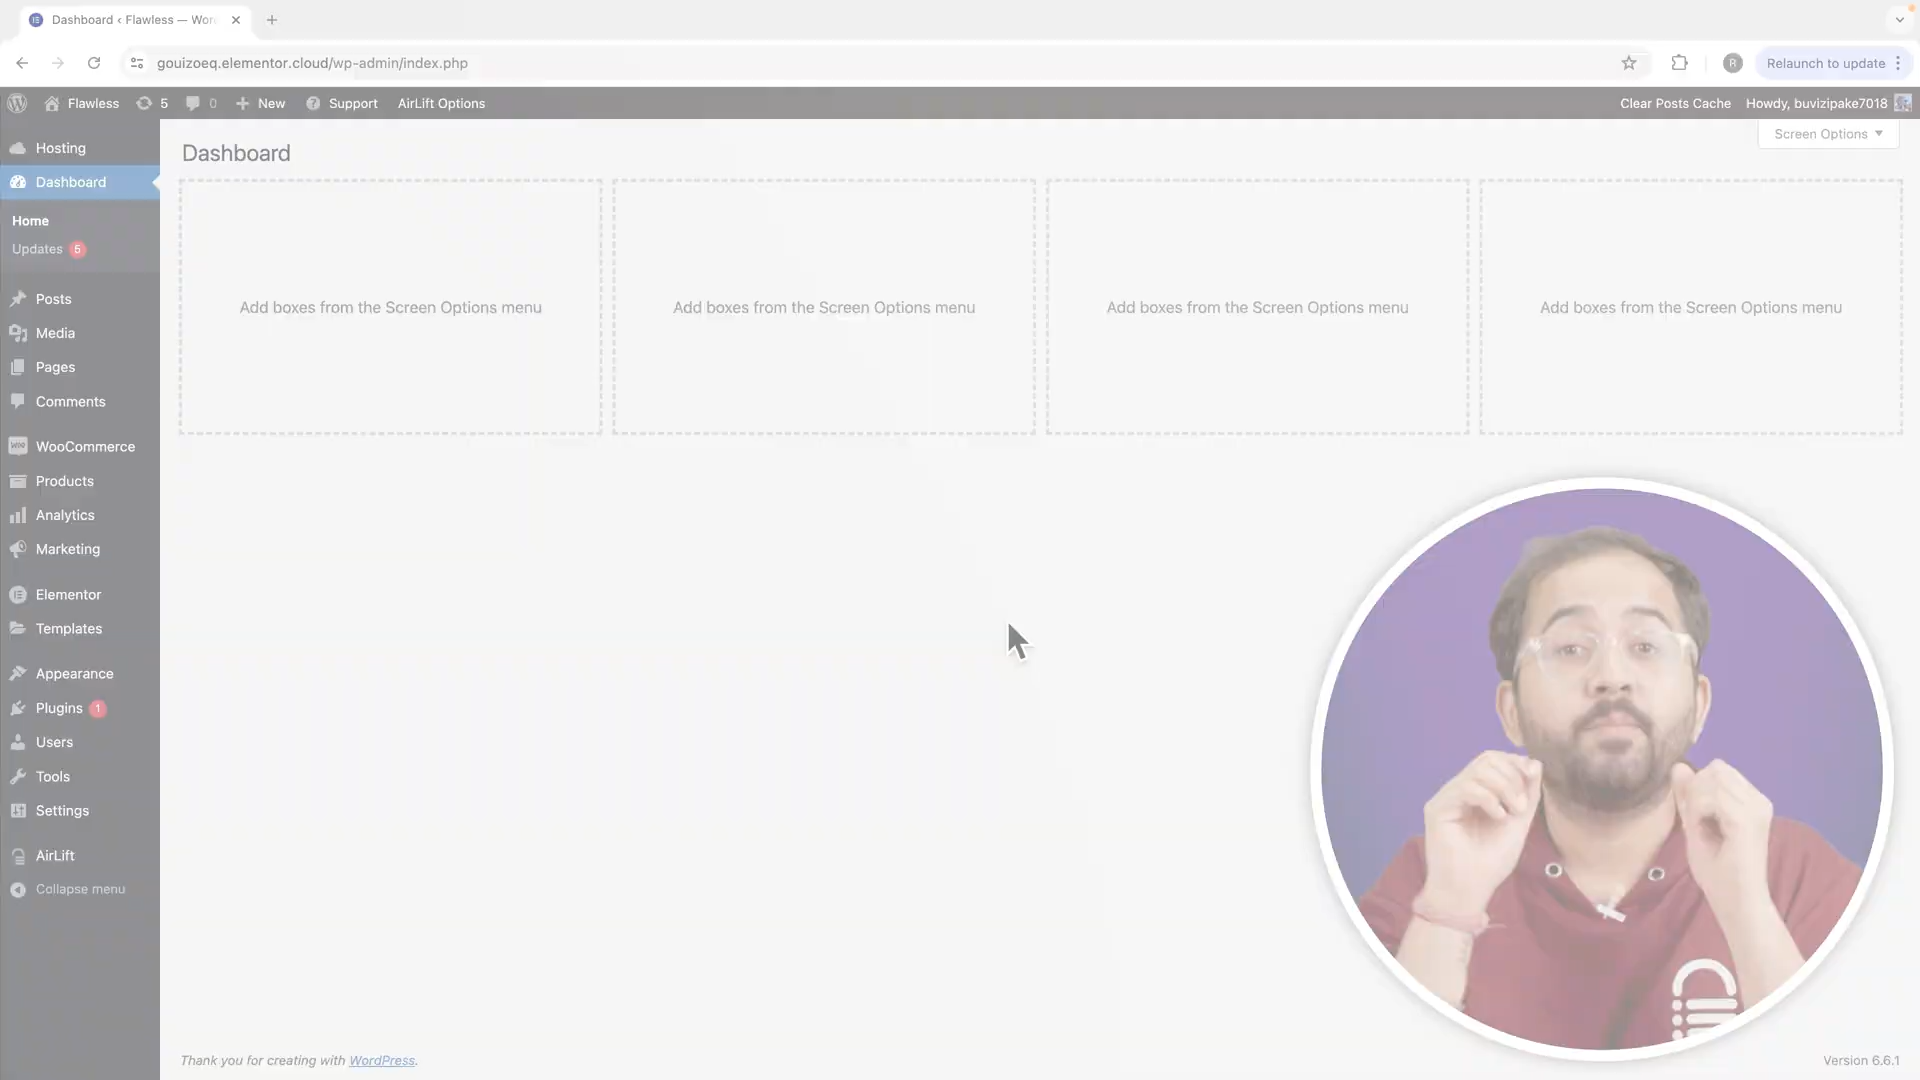 Dashboard ‹ Flawless — Wor
gouizoeq.elementor.cloud/wp-admin/index.php
R
Relaunch to update
Flawless
5
0
New
Support
AirLift Options
Clear Posts Cache
Howdy, buvizipake7018
Hosting
Dashboard
Home
Updates 5
Posts
Media
Pages
Comments
WooCommerce
Products
Analytics
Marketing
Elementor
Templates
Appearance
Plugins 1
Users
Tools
Settings
AirLift
Collapse menu
Dashboard
Screen Options
Add boxes from the Screen Options menu
Add boxes from the Screen Options menu
Add boxes from the Screen Options menu
Add boxes from the Screen Options menu
Thank you for creating with WordPress.
Version 6.6.1